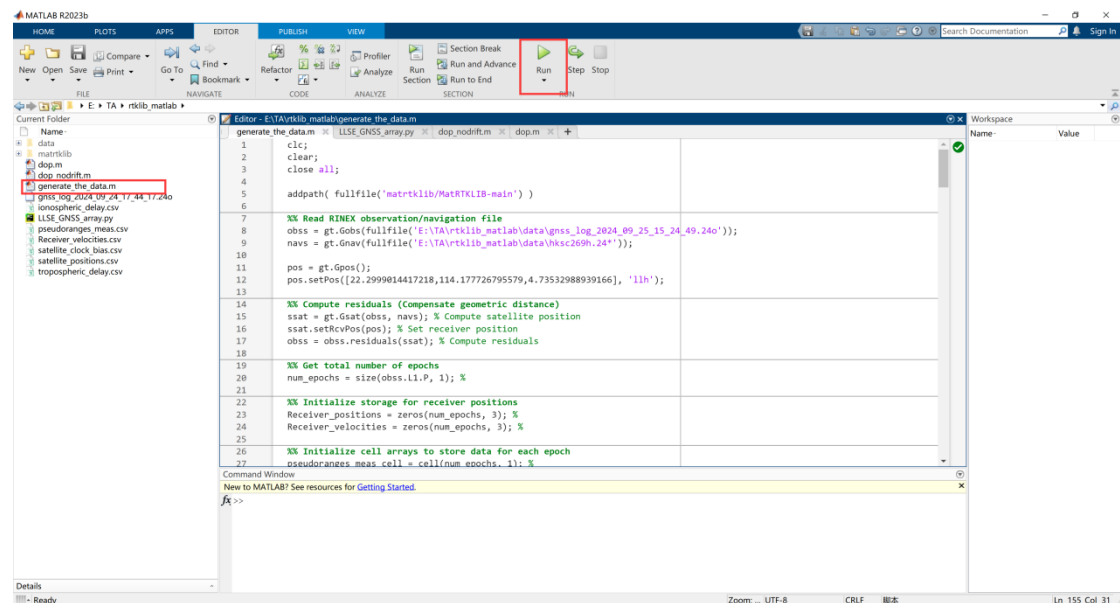 MATLAB R2023b
HOME PLOTS APPS EDITOR PUBLISH VIEW Search Documentation Sign In
New Open Save Compare Print Go To Find Bookmark Refactor Profiler Analyze Run Section Section Break Run and Advance Run to End Run Step Stop
FILE NAVIGATE CODE ANALYZE SECTION RUN
E: TA rtklib_matlab
Current Folder
Name
data
matrtklib
dop.m
dop_nodrift.m
generate_the_data.m
gnss_log_2024_09_24_17_44_17.24o
ionospheric_delay.csv
LLSE_GNSS_array.py
pseudoranges_meas.csv
Receiver_velocities.csv
satellite_clock_bias.csv
satellite_positions.csv
tropospheric_delay.csv
Details
Editor - E:\TA\rtklib_matlab\generate_the_data.m
generate_the_data.m LLSE_GNSS_array.py dop_nodrift.m dop.m +
1 clc;
2 clear;
3 close all;
4
5 addpath( fullfile('matrtklib/MatRTKLIB-main') )
6
7 %% Read RINEX observation/navigation file
8 obss = gt.Gobs(fullfile('E:\TA\rtklib_matlab\data\gnss_log_2024_09_25_15_24_49.24o'));
9 navs = gt.Gnav(fullfile('E:\TA\rtklib_matlab\data\hksc269h.24*'));
10
11 pos = gt.Gpos();
12 pos.setPos([22.2999014417218,114.177726795579,4.73532988939166], 'llh');
13
14 %% Compute residuals (Compensate geometric distance)
15 ssat = gt.Gsat(obss, navs); % Compute satellite position
16 ssat.setRcvPos(pos); % Set receiver position
17 obss = obss.residuals(ssat); % Compute residuals
18
19 %% Get total number of epochs
20 num_epochs = size(obss.L1.P, 1); %
21
22 %% Initialize storage for receiver positions
23 Receiver_positions = zeros(num_epochs, 3); %
24 Receiver_velocities = zeros(num_epochs, 3); %
25
26 %% Initialize cell arrays to store data for each epoch
27 pseudoranges_meas_cell = cell(num_epochs, 1); %
Command Window
New to MATLAB? See resources for Getting Started.
fx >>
Workspace
Name Value
Ready Zoom: ... UTF-8 CRLF 脚本 Ln 155 Col 31